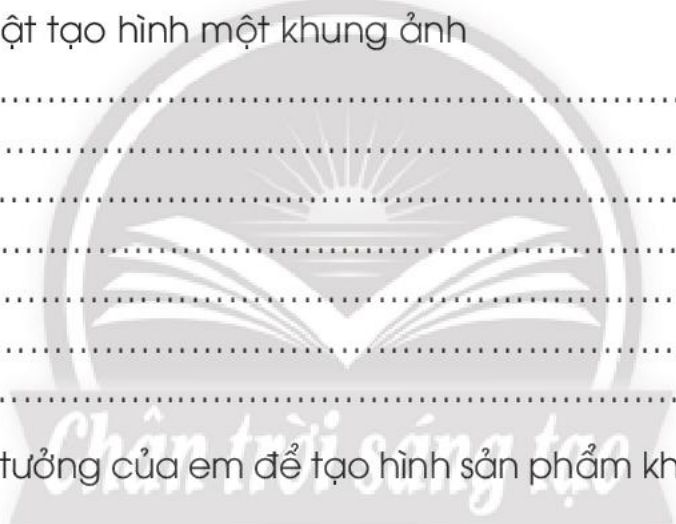 ật tạo hình một khung ảnh
Chân trời sáng tạo
tưởng của em để tạo hình sản phẩm kh